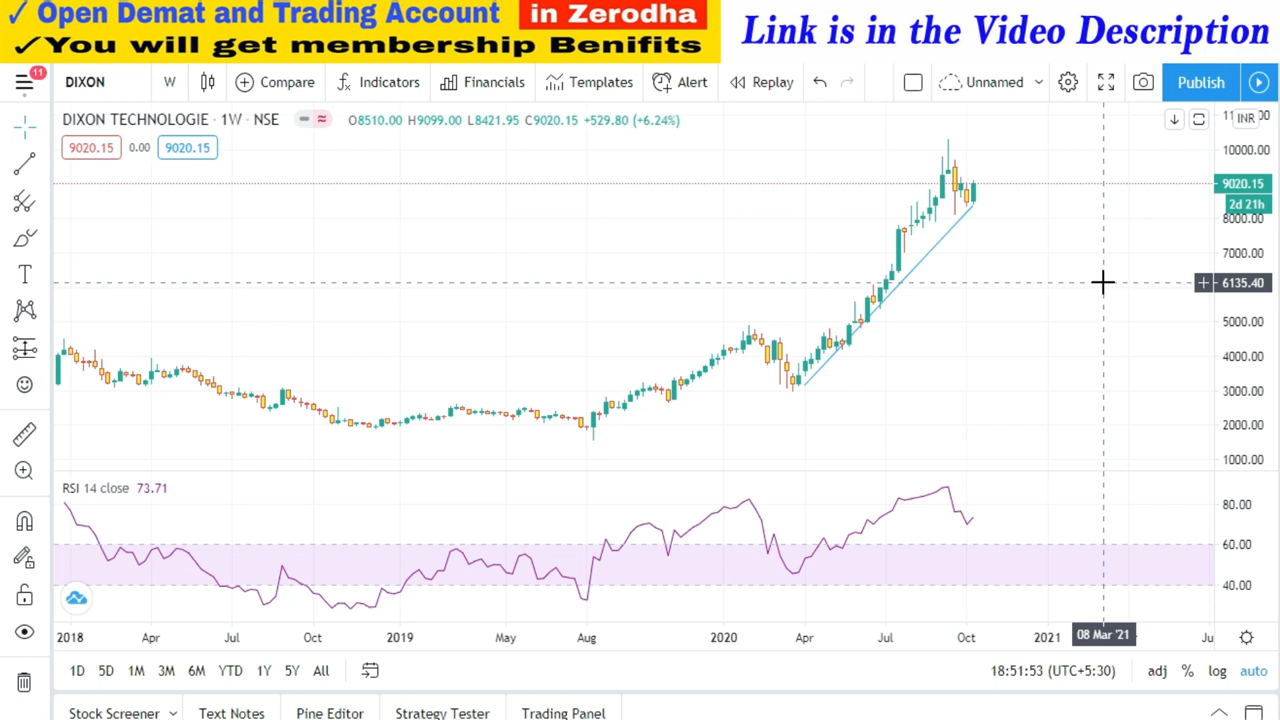 ✓ Open Demat and Trading Account in Zerodha
✓You will get membership Benifits
Link is in the Video Description
11
DIXON W Compare Indicators Financials Templates Alert Replay Unnamed Publish
DIXON TECHNOLOGIE · 1W · NSE O8510.00 H9099.00 L8421.95 C9020.15 +529.80 (+6.24%)
INR
9020.15 0.00 9020.15
10000.00
9020.15
2d 21h
8000.00
7000.00
6135.40
5000.00
4000.00
3000.00
2000.00
1000.00
RSI 14 close 73.71
80.00
60.00
40.00
2018 Apr Jul Oct 2019 May Aug 2020 Apr Jul Oct 2021 08 Mar '21 Ju
1D 5D 1M 3M 6M YTD 1Y 5Y All 18:51:53 (UTC+5:30) adj % log auto
Stock Screener Text Notes Pine Editor Strategy Tester Trading Panel